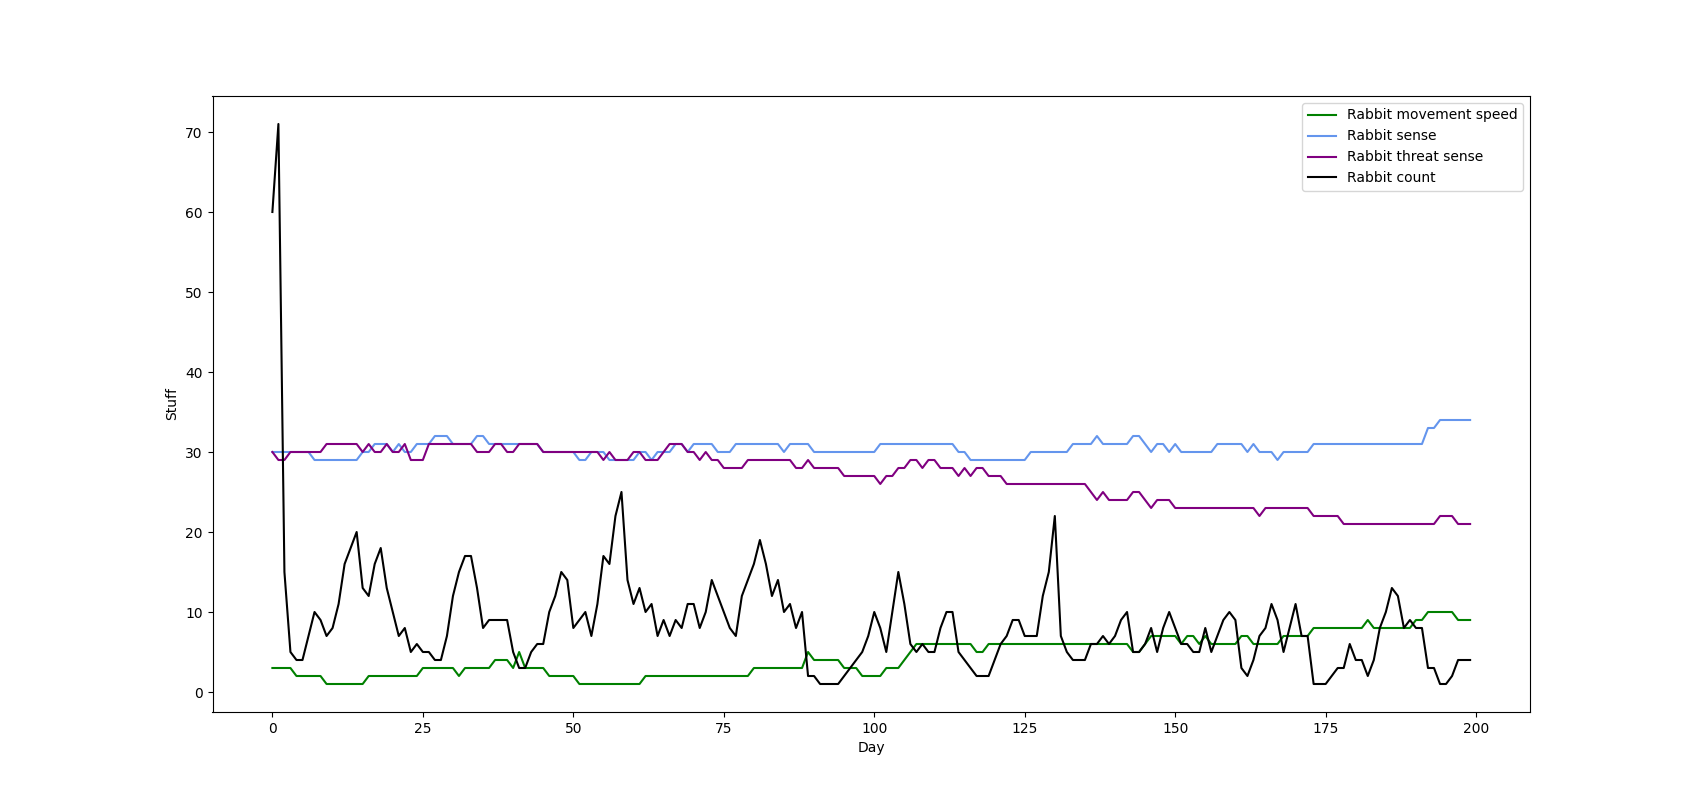 Rabbit movement speed
Rabbit sense
Rabbit threat sense
Rabbit count
70
60
50
40
30
20
10
0
Stuff
0 25 50 75 100 125 150 175 200
Day